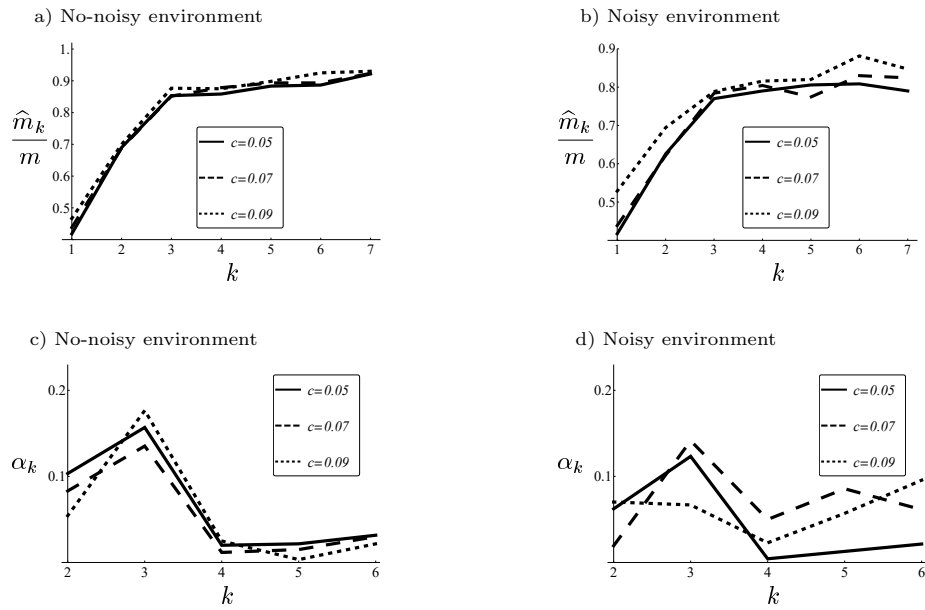 a) No-noisy environment
m̂_k / m
1.
0.9
0.8
0.7
0.6
0.5
c=0.05
c=0.07
c=0.09
1 2 3 4 5 6 7
k
b) Noisy environment
m̂_k / m
0.9
0.8
0.7
0.6
0.5
c=0.05
c=0.07
c=0.09
1 2 3 4 5 6 7
k
c) No-noisy environment
α_k
0.2
0.1
c=0.05
c=0.07
c=0.09
2 3 4 5 6
k
d) Noisy environment
α_k
0.2
0.1
c=0.05
c=0.07
c=0.09
2 3 4 5 6
k